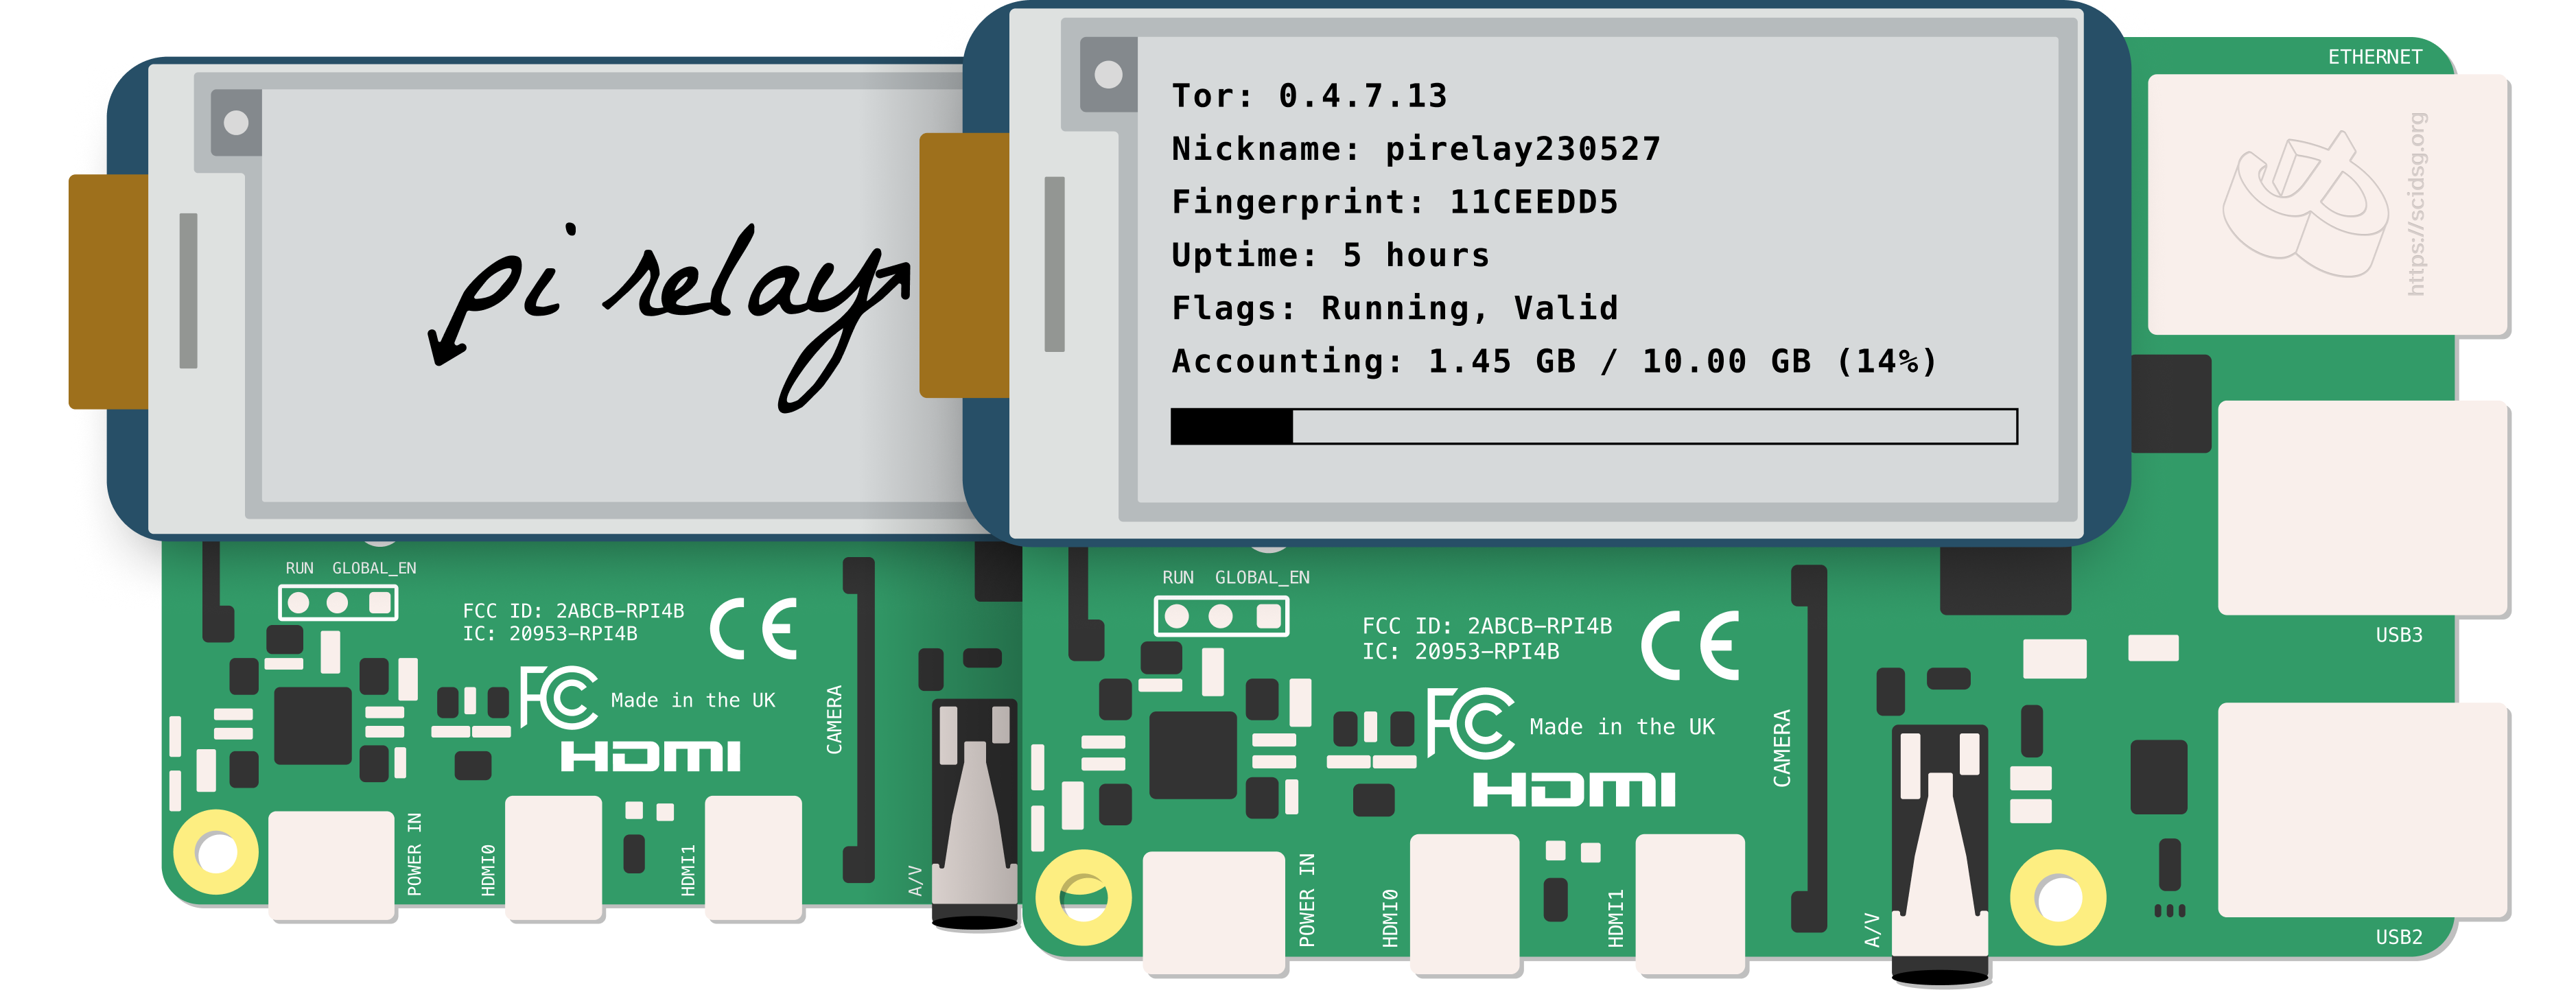 pi relay
Tor: 0.4.7.13
Nickname: pirelay230527
Fingerprint: 11CEEDD5
Uptime: 5 hours
Flags: Running, Valid
Accounting: 1.45 GB / 10.00 GB (14%)
ETHERNET
https://scidsg.org
USB3
USB2
RUN GLOBAL_EN
FCC ID: 2ABCB-RPI4B
IC: 20953-RPI4B
CE
FCC
Made in the UK
HDMI
CAMERA
POWER IN
HDMI0
HDMI1
A/V
RUN GLOBAL_EN
FCC ID: 2ABCB-RPI4B
IC: 20953-RPI4B
CE
FCC
Made in the UK
HDMI
CAMERA
POWER IN
HDMI0
HDMI1
A/V